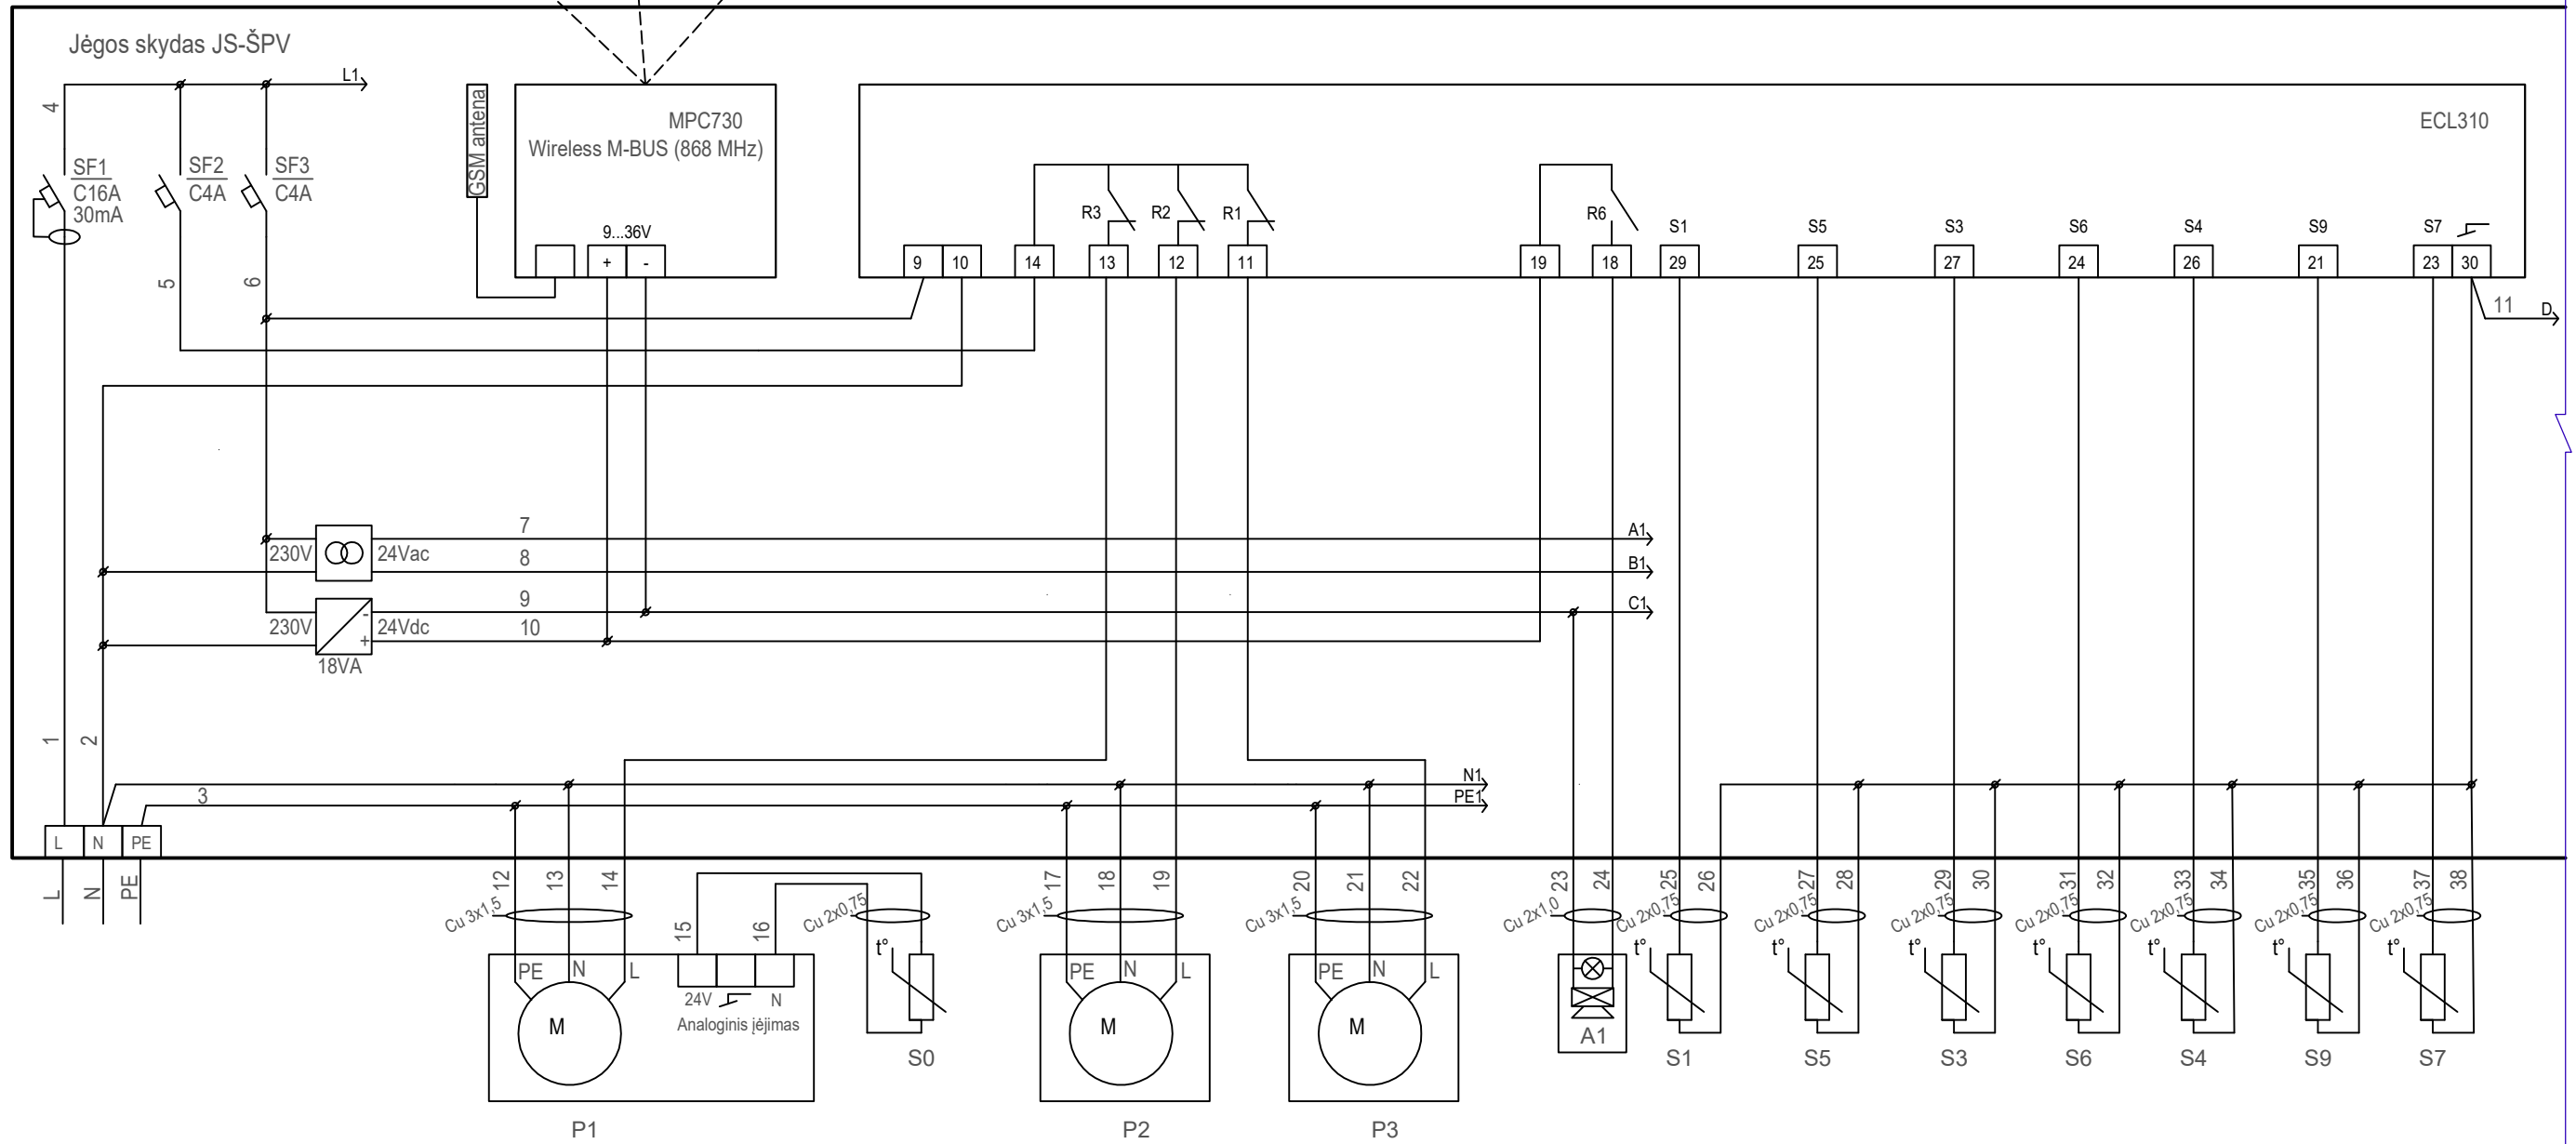 Jėgos skydas JS-ŠPV
L1
4
SF1
C16A
30mA
SF2
C4A
SF3
C4A
5
6
GSM antena
MPC730
Wireless M-BUS (868 MHz)
9...36V
+
-
ECL310
R3
R2
R1
R6
S1
S5
S3
S6
S4
S9
S7
9
10
14
13
12
11
19
18
29
25
27
24
26
21
23
30
11
D
230V
24Vac
7
8
A1
B1
230V
-
+
24Vdc
18VA
9
10
C1
1
2
3
N1
PE1
L
N
PE
L
N
PE
Cu 3x1,5
12
13
14
15
16
Cu 2x0,75
Cu 3x1,5
17
18
19
Cu 3x1,5
20
21
22
Cu 2x1,0
23
24
Cu 2x0,75
25
26
Cu 2x0,75
27
28
Cu 2x0,75
29
30
Cu 2x0,75
31
32
Cu 2x0,75
33
34
Cu 2x0,75
35
36
Cu 2x0,75
37
38
PE
N
L
M
24V
N
Analoginis įėjimas
t°
S0
PE
N
L
M
PE
N
L
M
A1
t°
S1
t°
S5
t°
S3
t°
S6
t°
S4
t°
S9
t°
S7
P1
P2
P3